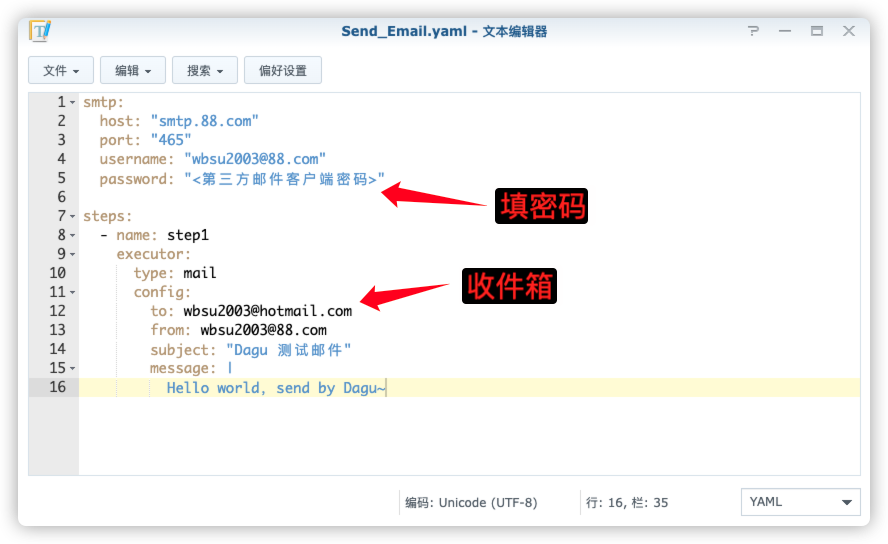 Send_Email.yaml - 文本编辑器
文件 编辑 搜索 偏好设置
1 smtp:
2 host: "smtp.88.com"
3 port: "465"
4 username: "wbsu2003@88.com"
5 password: "<第三方邮件客户端密码>"
填密码
6
7 steps:
8 - name: step1
9 executor:
10 type: mail
11 config:
收件箱
12 to: wbsu2003@hotmail.com
13 from: wbsu2003@88.com
14 subject: "Dagu 测试邮件"
15 message: |
16 Hello world, send by Dagu~
编码: Unicode (UTF-8) 行: 16, 栏: 35 YAML